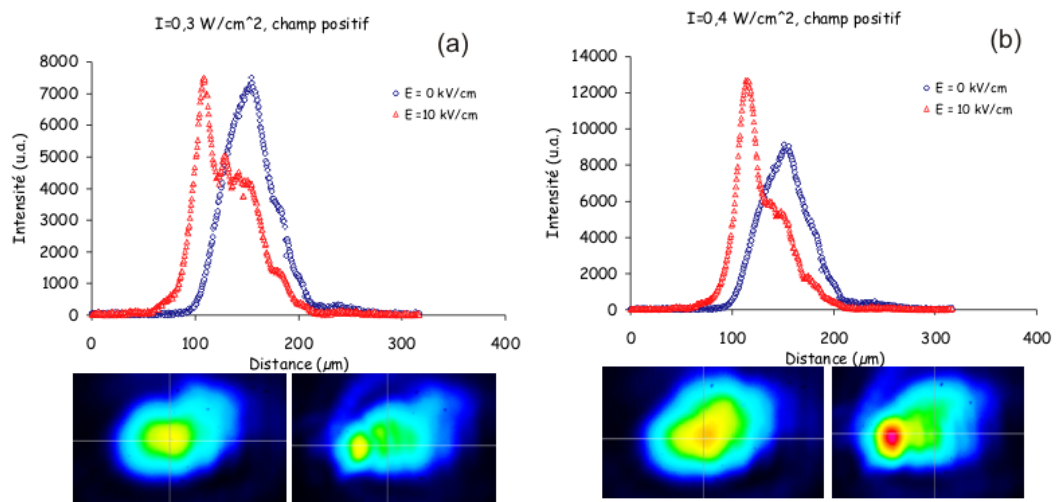 I=0,3 W/cm^2, champ positif
(a)
8000
7000
6000
5000
4000
3000
2000
1000
0
Intensité (u.a.)
E = 0 kV/cm
E =10 kV/cm
0
100
200
300
400
Distance (µm)
I=0,4 W/cm^2, champ positif
(b)
14000
12000
10000
8000
6000
4000
2000
0
Intensité (u.a.)
E = 0 kV/cm
E = 10 kV/cm
0
100
200
300
400
Distance (µm)